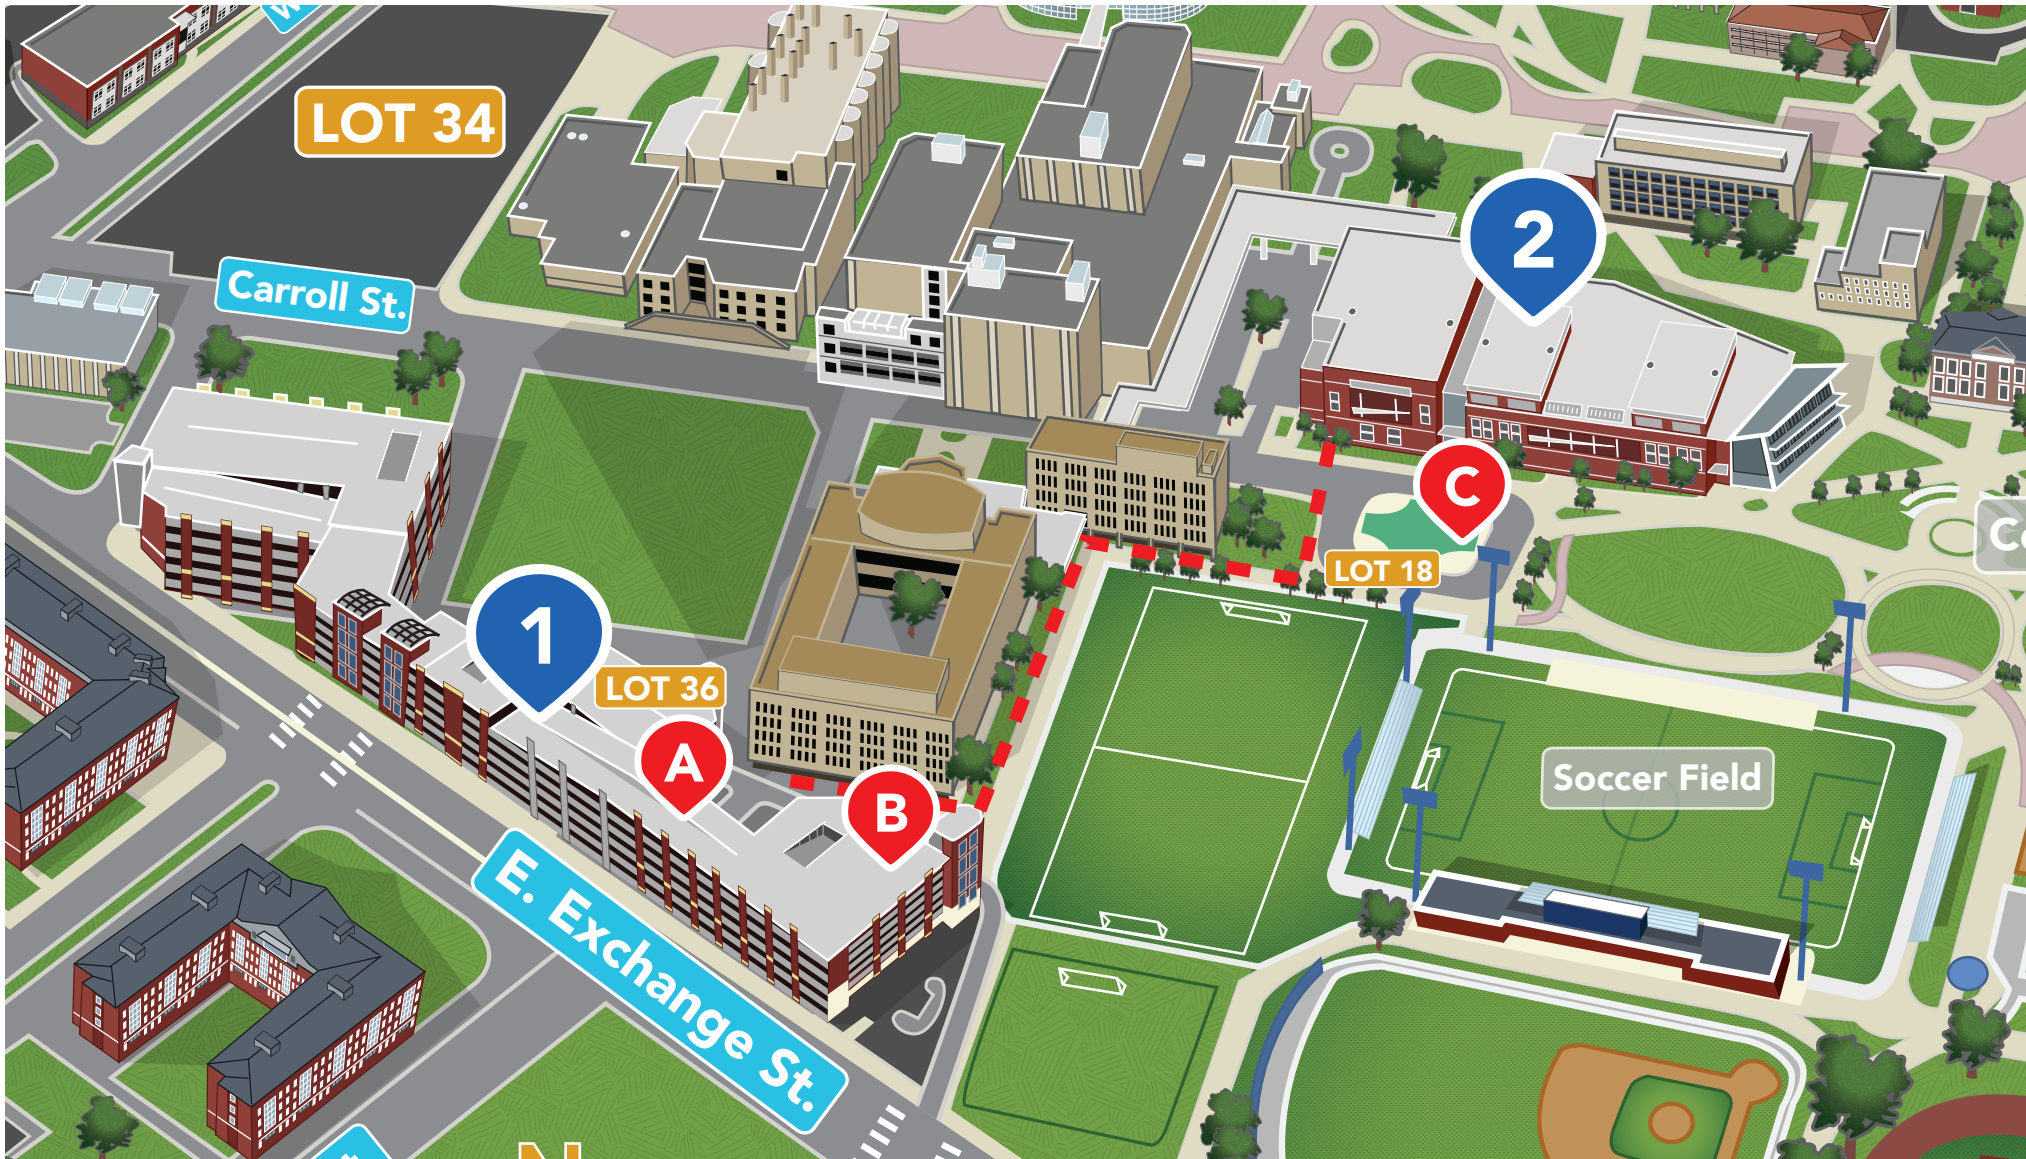 LOT 34
Carroll St.
2
C
LOT 18
1
LOT 36
A
B
Soccer Field
E. Exchange St.